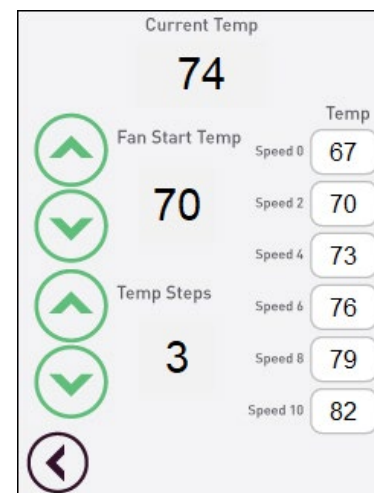 Current Temp
74
Temp
Fan Start Temp
Speed 0 67
70
Speed 2 70
Speed 4 73
Temp Steps
Speed 6 76
3
Speed 8 79
Speed 10 82